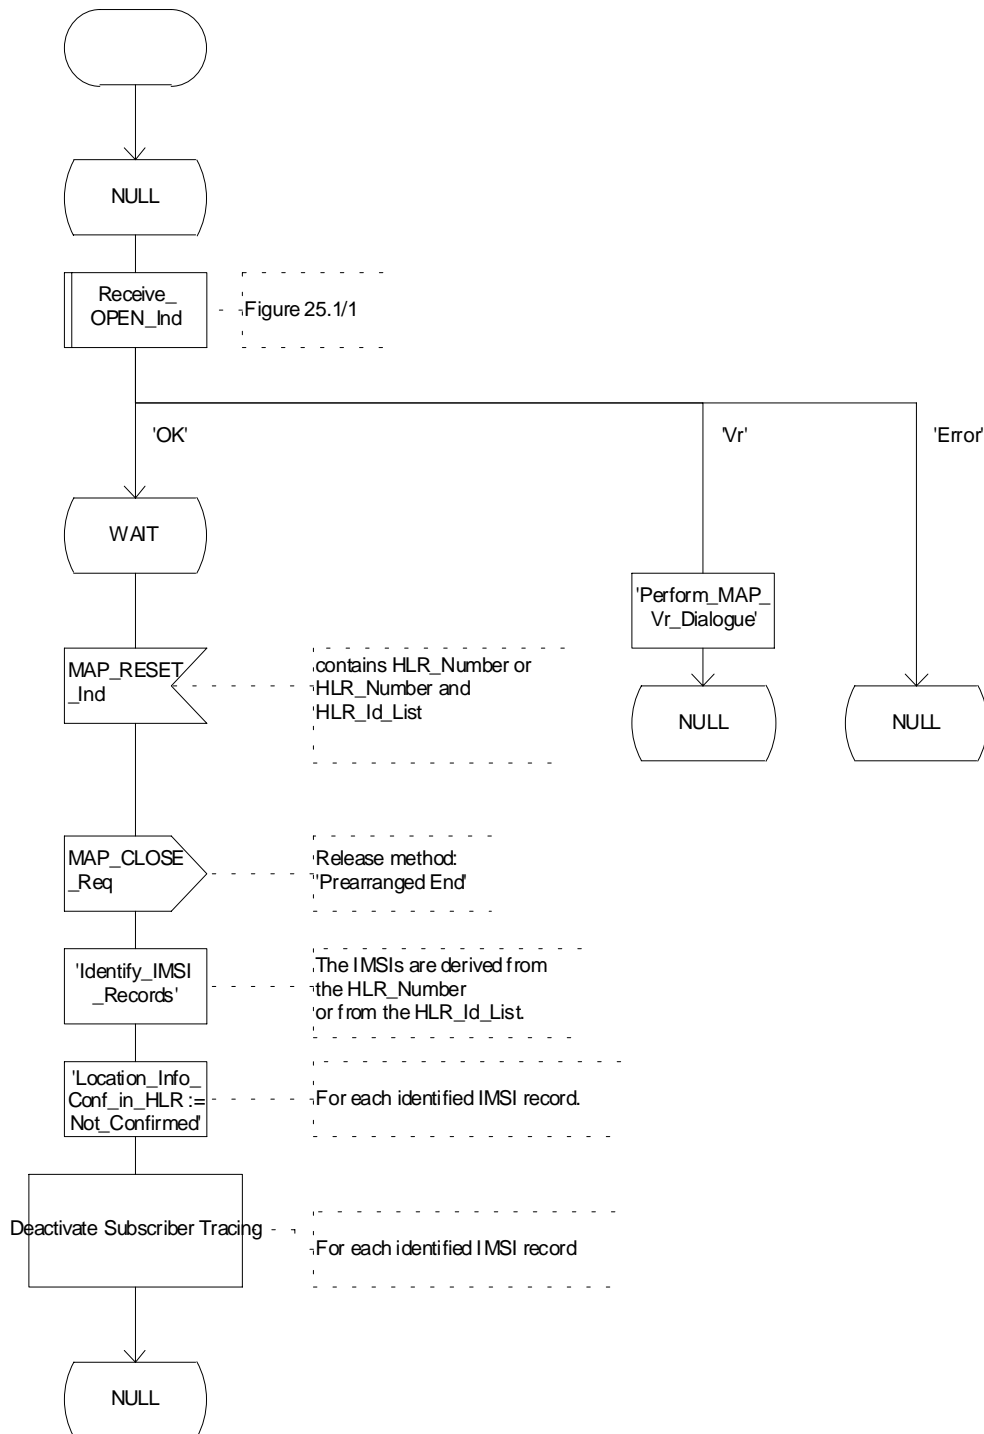 NULL
Receive_
OPEN_Ind
Figure 25.1/1
'OK'
'Vr'
'Error'
WAIT
'Perform_MAP_
Vr_Dialogue'
MAP_RESET
_Ind
contains HLR_Number or
HLR_Number and
HLR_Id_List
NULL
NULL
MAP_CLOSE
_Req
Release method:
'Prearranged End'
'Identify_IMSI
_Records'
The IMSIs are derived from
the HLR_Number
or from the HLR_Id_List.
'Location_Info_
Conf_in_HLR :=
Not_Confirmed'
For each identified IMSI record.
Deactivate Subscriber Tracing
For each identified IMSI record
NULL